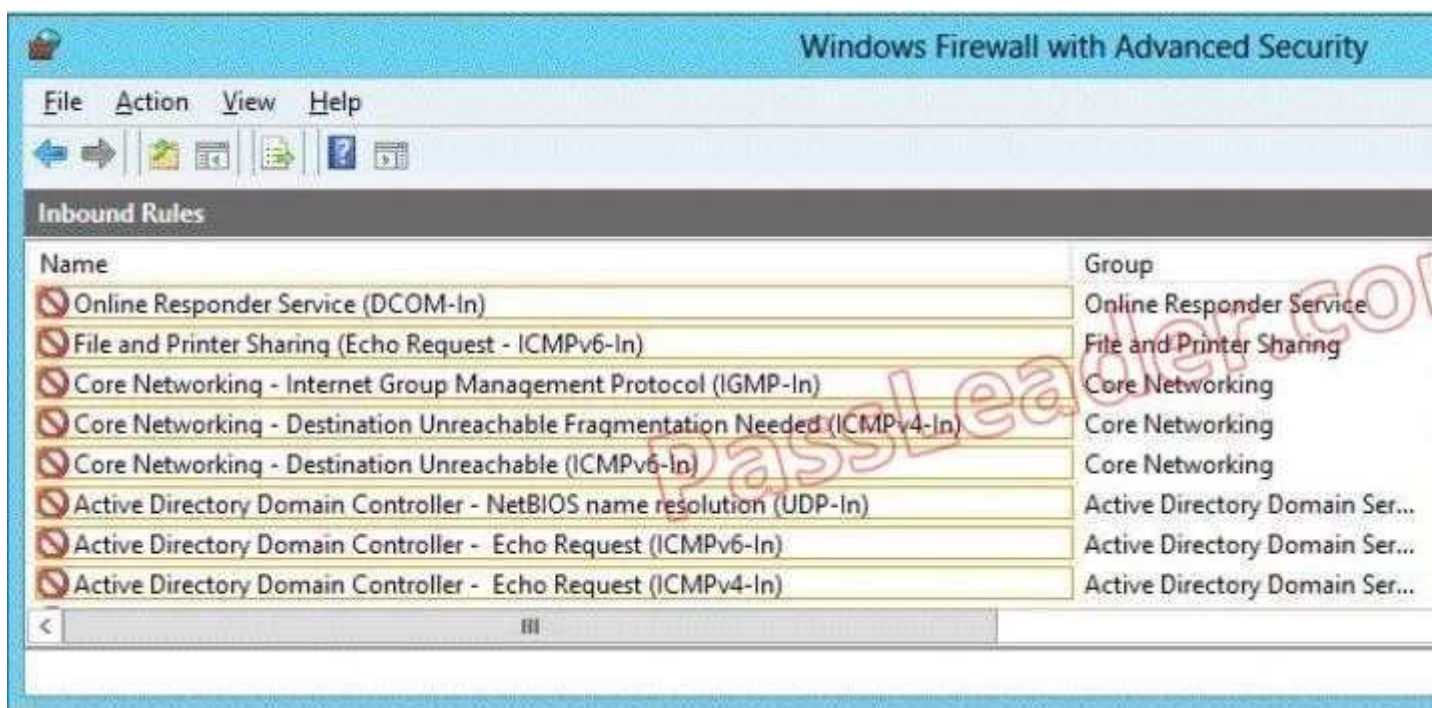 Windows Firewall with Advanced Security
File Action View Help
Inbound Rules
Name Group
Online Responder Service (DCOM-In) Online Responder Service
File and Printer Sharing (Echo Request - ICMPv6-In) File and Printer Sharing
Core Networking - Internet Group Management Protocol (IGMP-In) Core Networking
Core Networking - Destination Unreachable Fragmentation Needed (ICMPv4-In) Core Networking
Core Networking - Destination Unreachable (ICMPv6-In) Core Networking
Active Directory Domain Controller - NetBIOS name resolution (UDP-In) Active Directory Domain Ser...
Active Directory Domain Controller - Echo Request (ICMPv6-In) Active Directory Domain Ser...
Active Directory Domain Controller - Echo Request (ICMPv4-In) Active Directory Domain Ser...
PassLeader.co